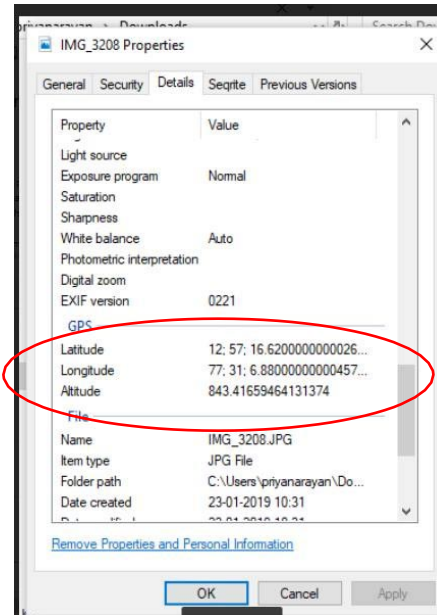 priyanarayan > Downloads
Search Dow
IMG_3208 Properties
General Security Details Seqrite Previous Versions
Property Value
Light source
Exposure program Normal
Saturation
Sharpness
White balance Auto
Photometric interpretation
Digital zoom
EXIF version 0221
GPS
Latitude 12; 57; 16.6200000000026...
Longitude 77; 31; 6.88000000000457...
Altitude 843.41659464131374
File
Name IMG_3208.JPG
Item type JPG File
Folder path C:\Users\priyanarayan\Do...
Date created 23-01-2019 10:31
Remove Properties and Personal Information
OK Cancel Apply